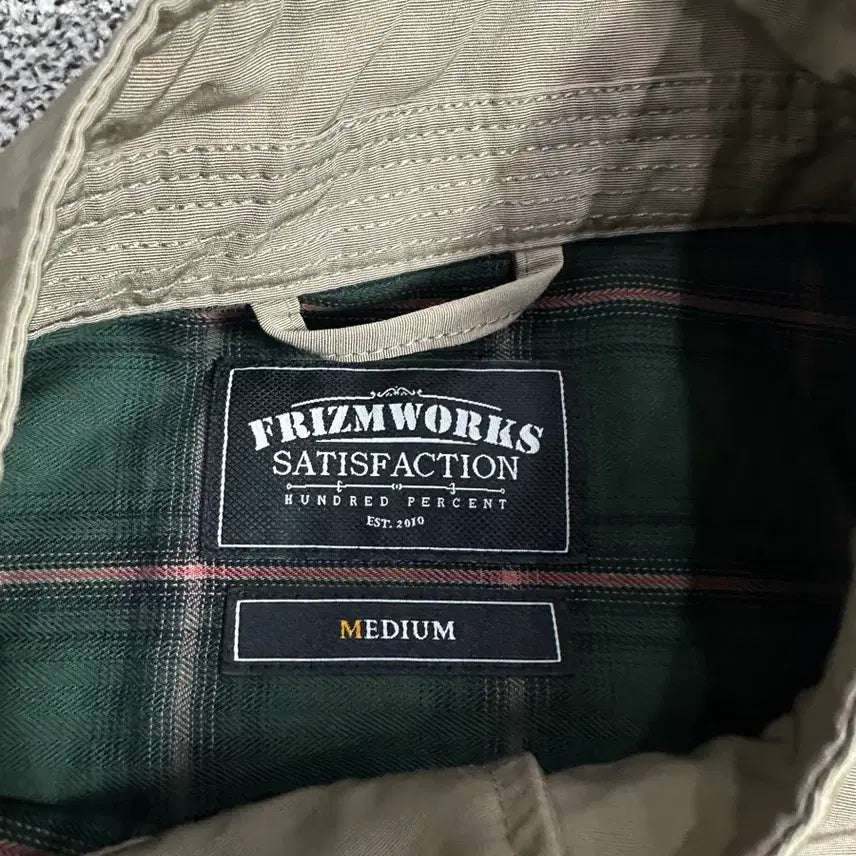 FRIZMWORKS
SATISFACTION
HUNDRED PERCENT
EST. 2010
MEDIUM